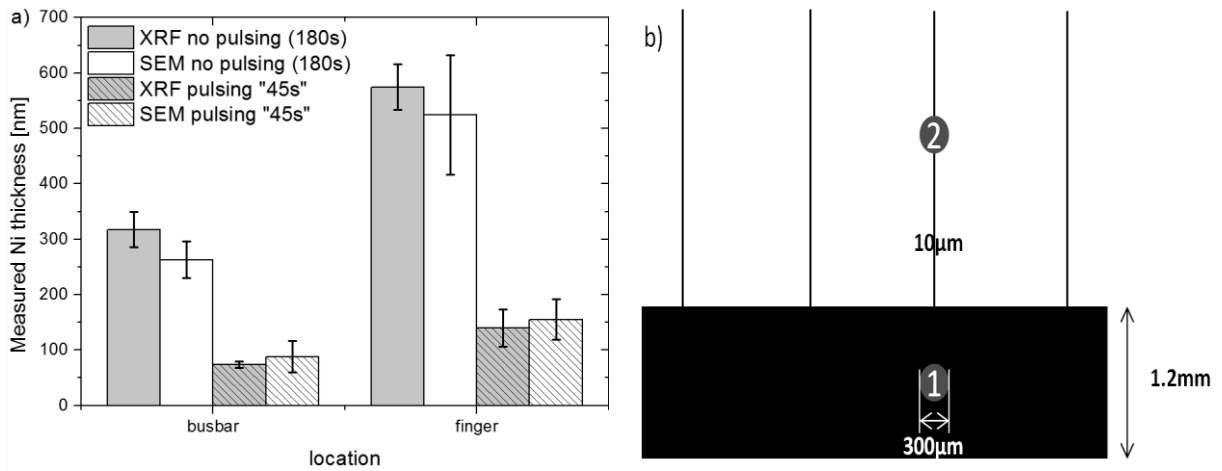 a)
700
600
500
400
300
200
100
0
Measured Ni thickness [nm]
XRF no pulsing (180s)
SEM no pulsing (180s)
XRF pulsing "45s"
SEM pulsing "45s"
busbar
finger
location
b)
2
10µm
1
300µm
1.2mm